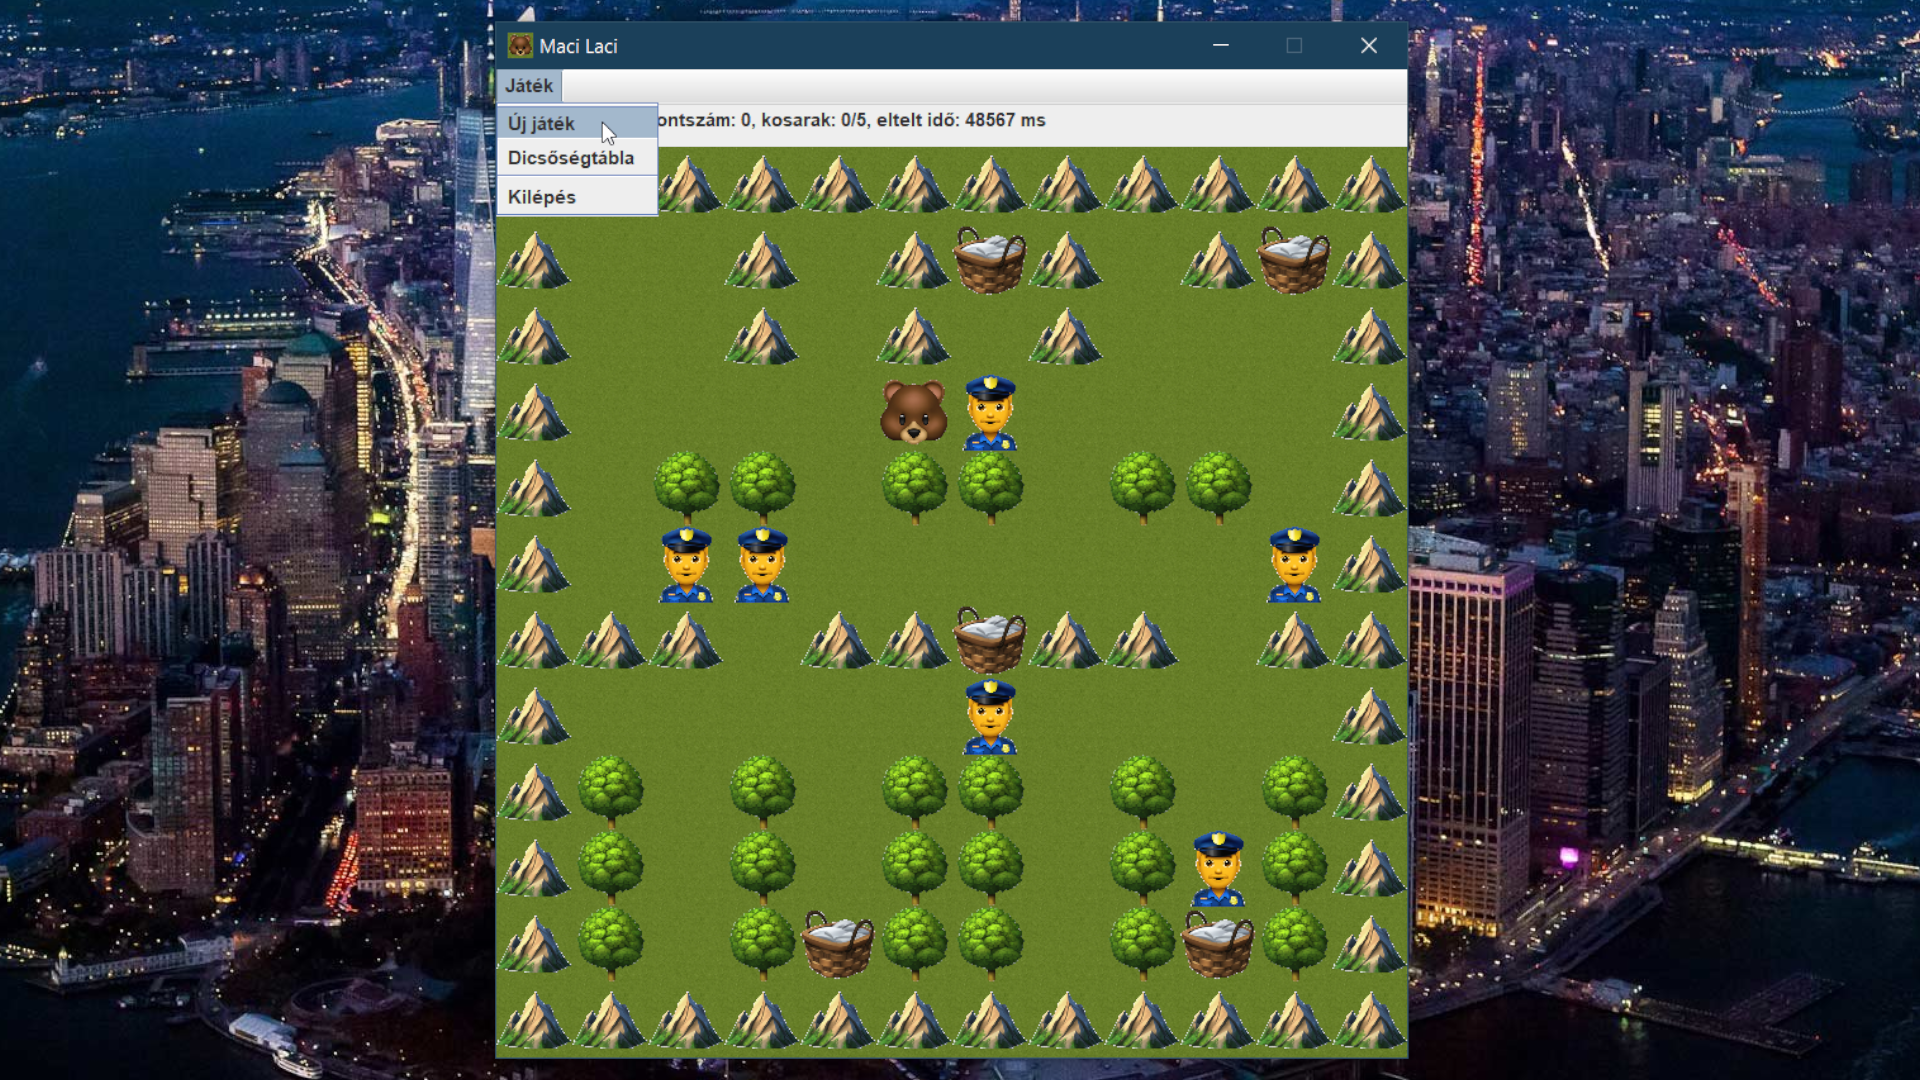 Maci Laci
Játék
Új játék
ontszám: 0, kosarak: 0/5, eltelt idő: 48567 ms
Dicsőségtábla
Kilépés